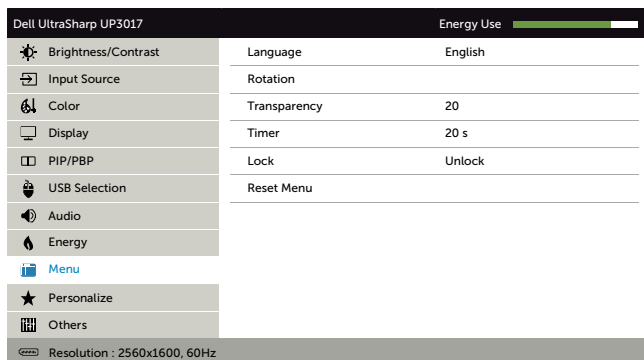 Dell UltraSharp UP3017 Energy Use
Brightness/Contrast Language English
Input Source Rotation
Color Transparency 20
Display Timer 20 s
PIP/PBP Lock Unlock
USB Selection Reset Menu
Audio
Energy
Menu
Personalize
Others
Resolution : 2560x1600, 60Hz